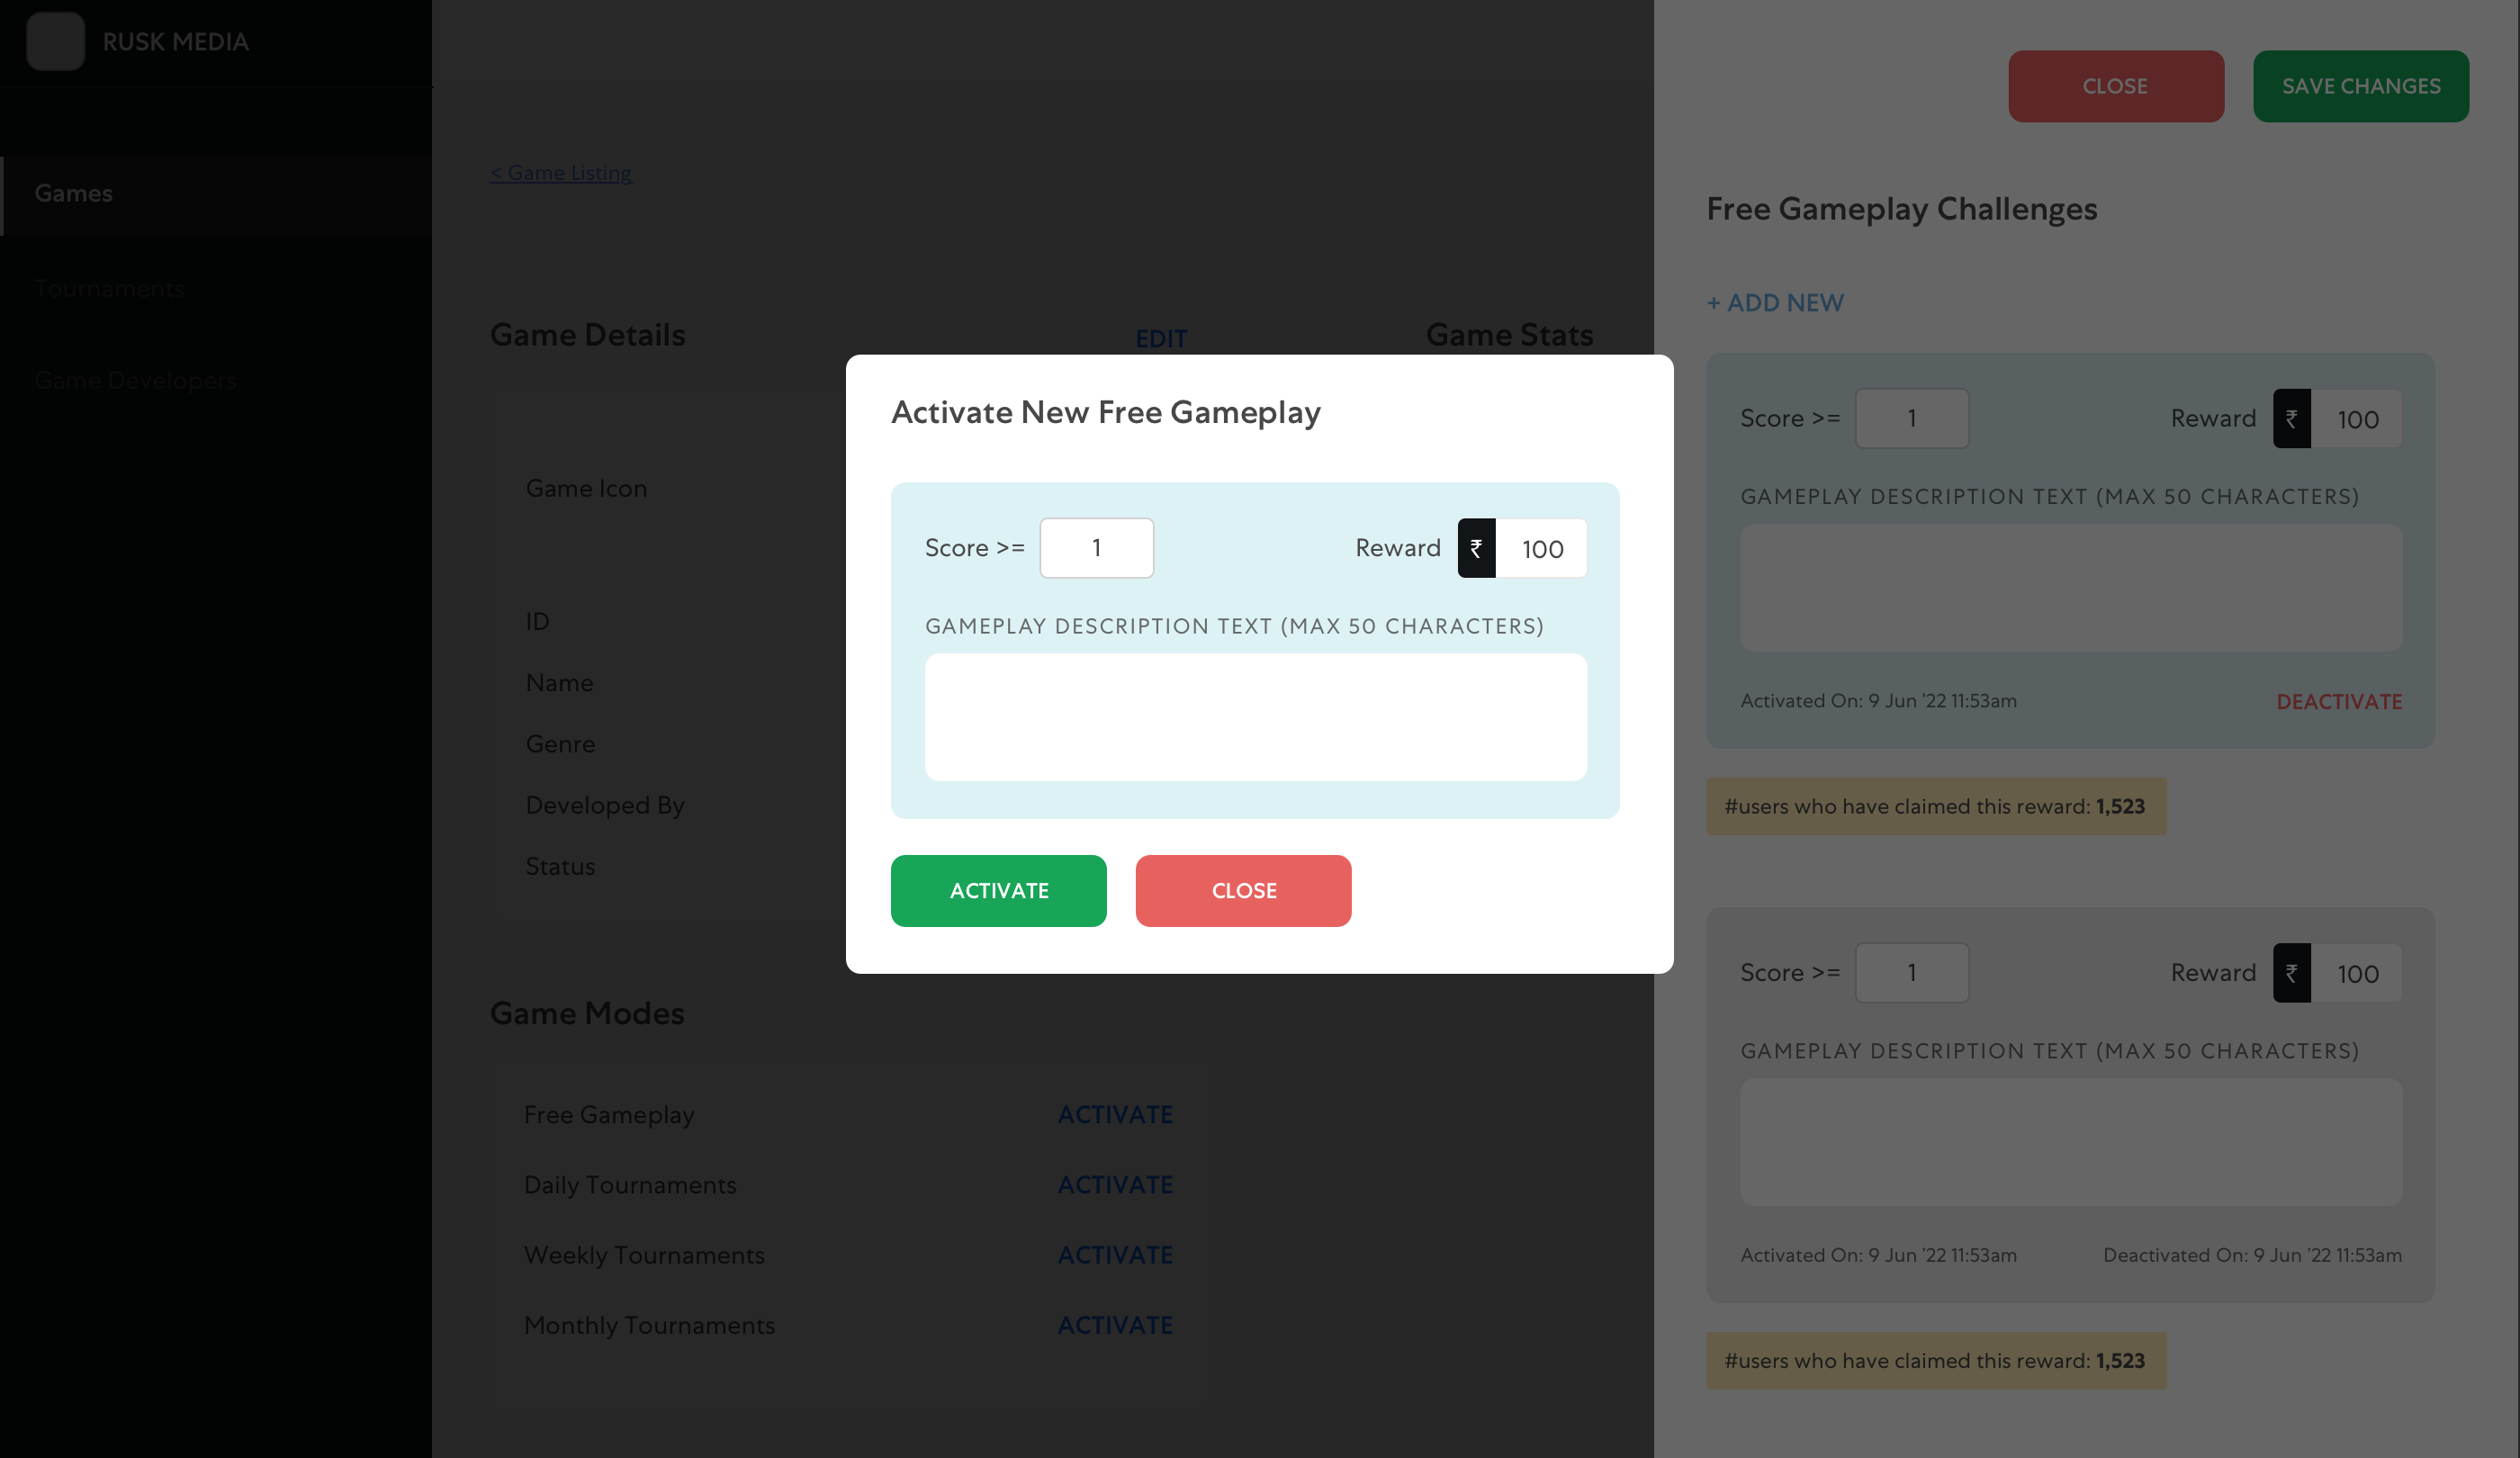 RUSK MEDIA
Games
Tournaments
Game Developers
< Game Listing
Game Details
EDIT
Game Icon
ID
Name
Genre
Developed By
Status
Game Stats
Game Modes
Free Gameplay ACTIVATE
Daily Tournaments ACTIVATE
Weekly Tournaments ACTIVATE
Monthly Tournaments ACTIVATE
Activate New Free Gameplay
Score >= 1 Reward ₹ 100
GAMEPLAY DESCRIPTION TEXT (MAX 50 CHARACTERS)
ACTIVATE CLOSE
CLOSE SAVE CHANGES
Free Gameplay Challenges
+ ADD NEW
Score >= 1 Reward ₹ 100
GAMEPLAY DESCRIPTION TEXT (MAX 50 CHARACTERS)
Activated On: 9 Jun '22 11:53am DEACTIVATE
#users who have claimed this reward: 1,523
Score >= 1 Reward ₹ 100
GAMEPLAY DESCRIPTION TEXT (MAX 50 CHARACTERS)
Activated On: 9 Jun '22 11:53am Deactivated On: 9 Jun '22 11:53am
#users who have claimed this reward: 1,523